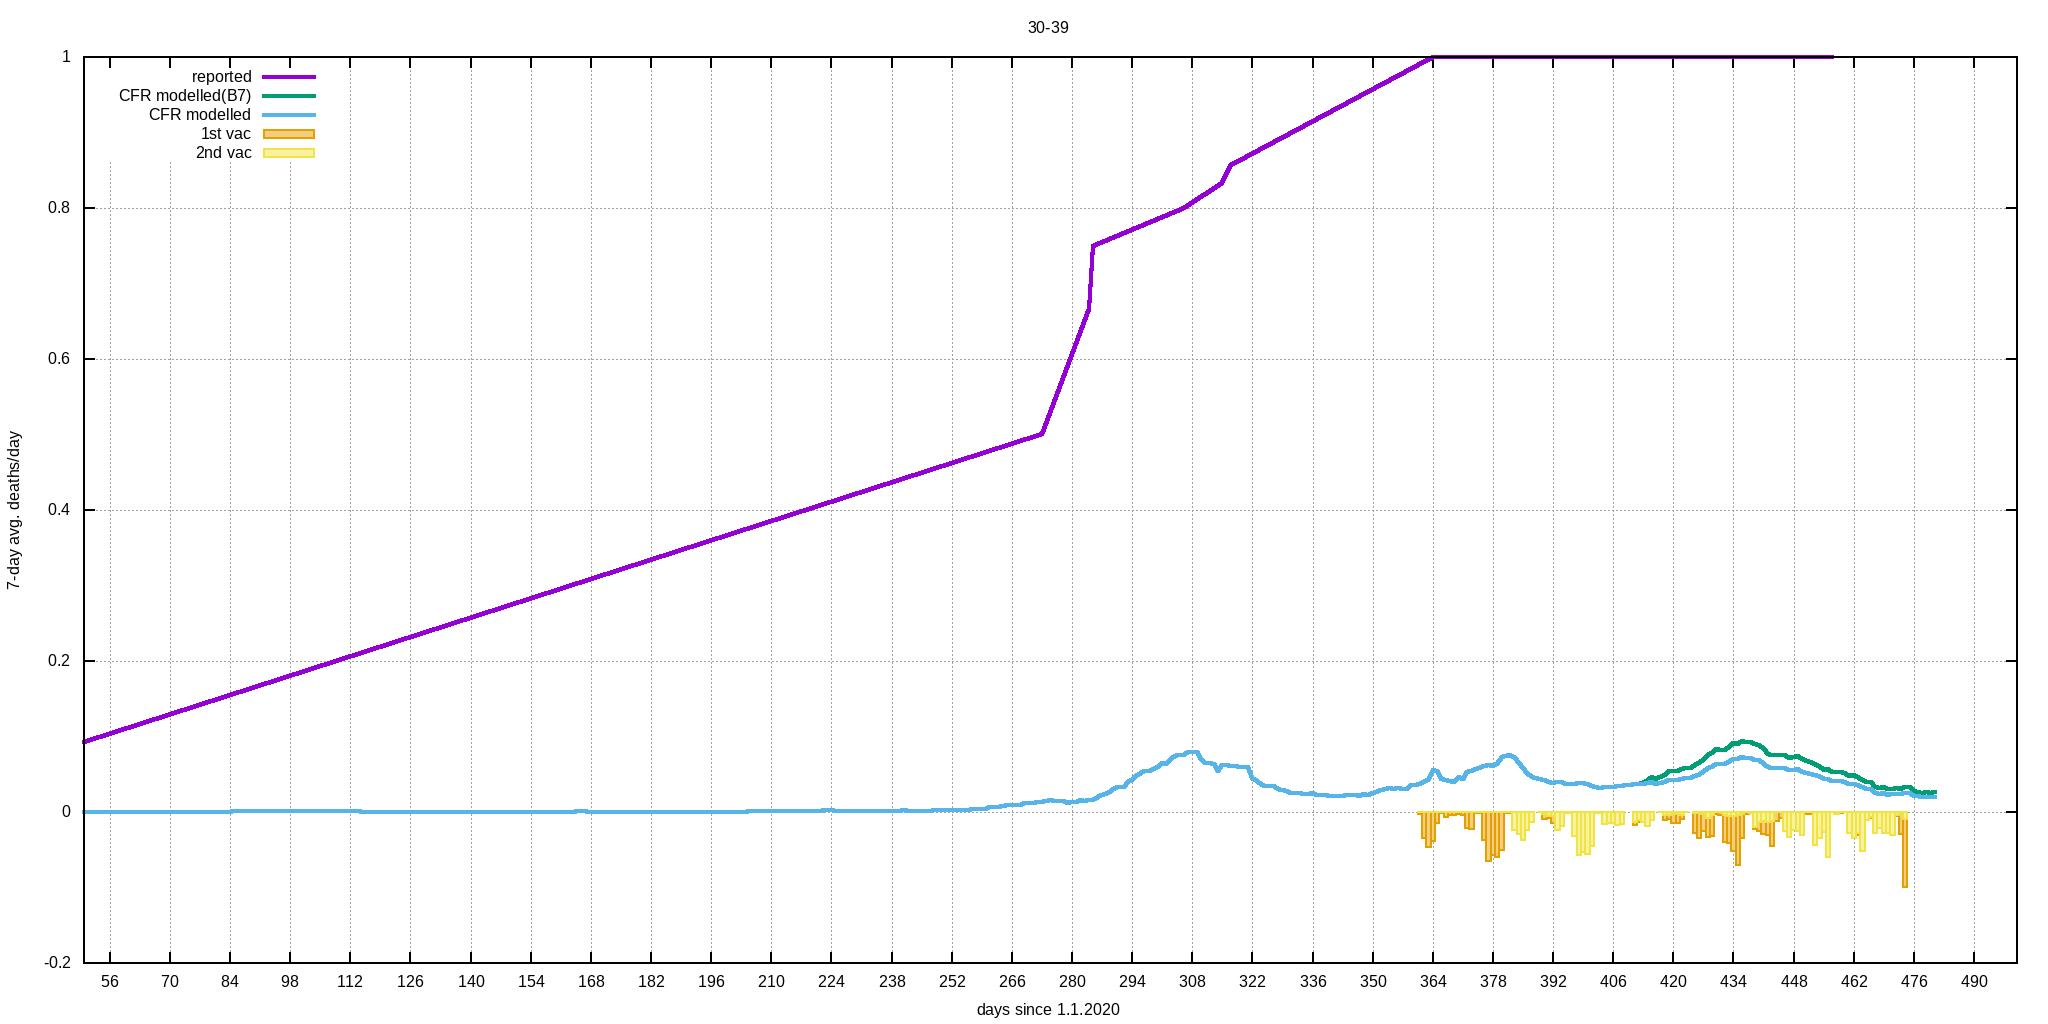 30-39
reported
CFR modelled(B7)
CFR modelled
1st vac
2nd vac
1
0.8
0.6
0.4
0.2
0
-0.2
7-day avg. deaths/day
56 70 84 98 112 126 140 154 168 182 196 210 224 238 252 266 280 294 308 322 336 350 364 378 392 406 420 434 448 462 476 490
days since 1.1.2020